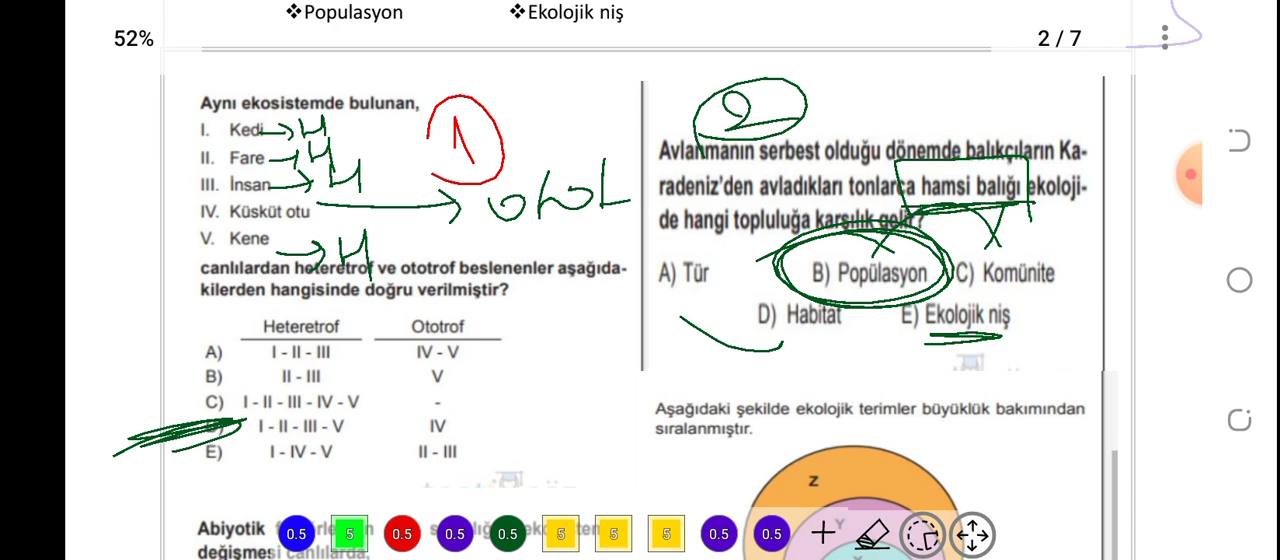 ❖Populasyon
❖Ekolojik niş
52%
2 / 7
Aynı ekosistemde bulunan,
I. Kedi → H
II. Fare → H
III. İnsan → H
IV. Küsküt otu → otot
V. Kene → H
canlılardan heteretrof ve ototrof beslenenler aşağıda-
kilerden hangisinde doğru verilmiştir?
Heteretrof Ototrof
A) I - II - III IV - V
B) II - III V
C) I - II - III - IV - V -
I - II - III - V IV
E) I - IV - V II - III
Abiyotik
değişmesi canlılarda,
1
2
Avlanmanın serbest olduğu dönemde balıkçıların Ka-
radeniz'den avladıkları tonlarca hamsi balığı ekoloji-
de hangi topluluğa karşılık gelir?
A) Tür B) Popülasyon C) Komünite
D) Habitat E) Ekolojik niş
Aşağıdaki şekilde ekolojik terimler büyüklük bakımından
sıralanmıştır.
Z
Y
0.5 5 0.5 0.5 0.5 5 5 5 0.5 0.5